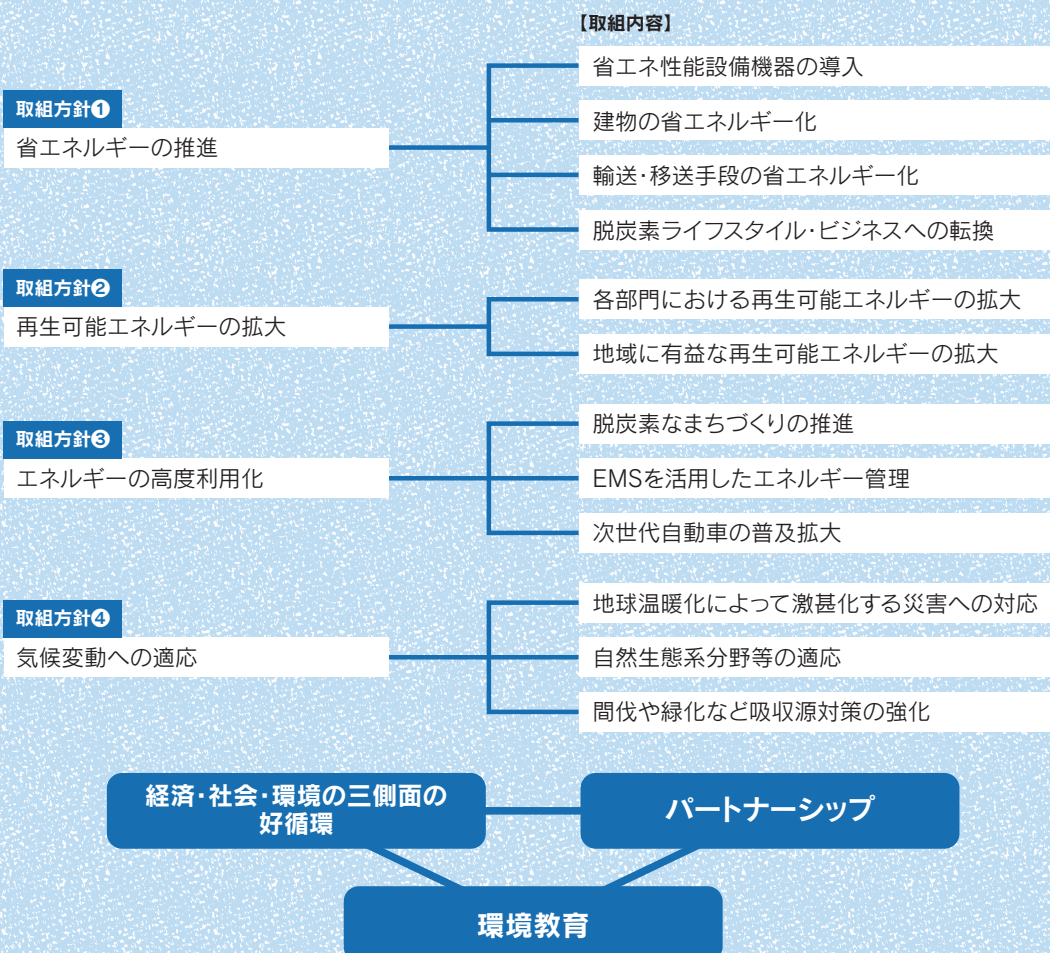 【取組内容】
取組方針❶
省エネルギーの推進
省エネ性能設備機器の導入
建物の省エネルギー化
輸送・移送手段の省エネルギー化
脱炭素ライフスタイル・ビジネスへの転換
取組方針❷
再生可能エネルギーの拡大
各部門における再生可能エネルギーの拡大
地域に有益な再生可能エネルギーの拡大
取組方針❸
エネルギーの高度利用化
脱炭素なまちづくりの推進
EMSを活用したエネルギー管理
次世代自動車の普及拡大
取組方針❹
気候変動への適応
地球温暖化によって激甚化する災害への対応
自然生態系分野等の適応
間伐や緑化など吸収源対策の強化
経済・社会・環境の三側面の
好循環
パートナーシップ
環境教育